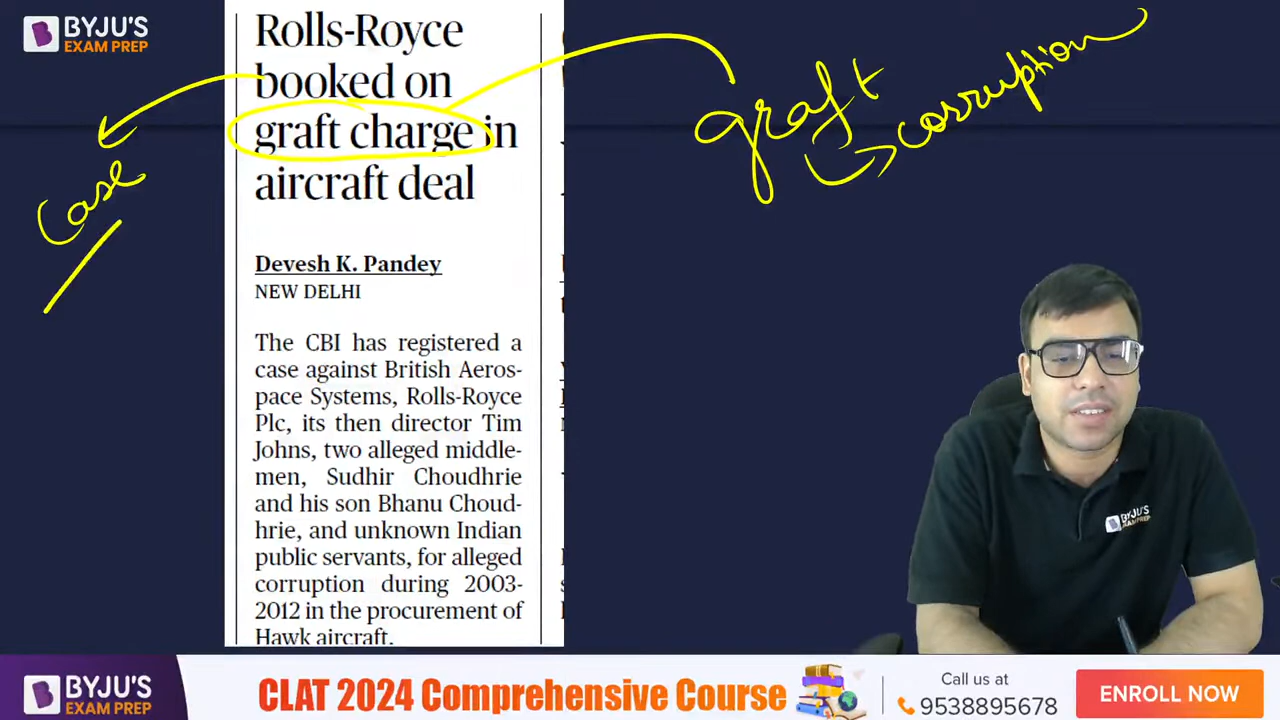 BYJU'S
EXAM PREP
Rolls-Royce
booked on
graft charge in
aircraft deal
Devesh K. Pandey
NEW DELHI
The CBI has registered a
case against British Aeros-
pace Systems, Rolls-Royce
Plc, its then director Tim
Johns, two alleged middle-
men, Sudhir Choudhrie
and his son Bhanu Choud-
hrie, and unknown Indian
public servants, for alleged
corruption during 2003-
2012 in the procurement of
Hawk aircraft.
Case
graft
corruption
BYJU'S
EXAM PREP
BYJU'S
EXAM PREP
CLAT 2024 Comprehensive Course
Call us at
9538895678
ENROLL NOW